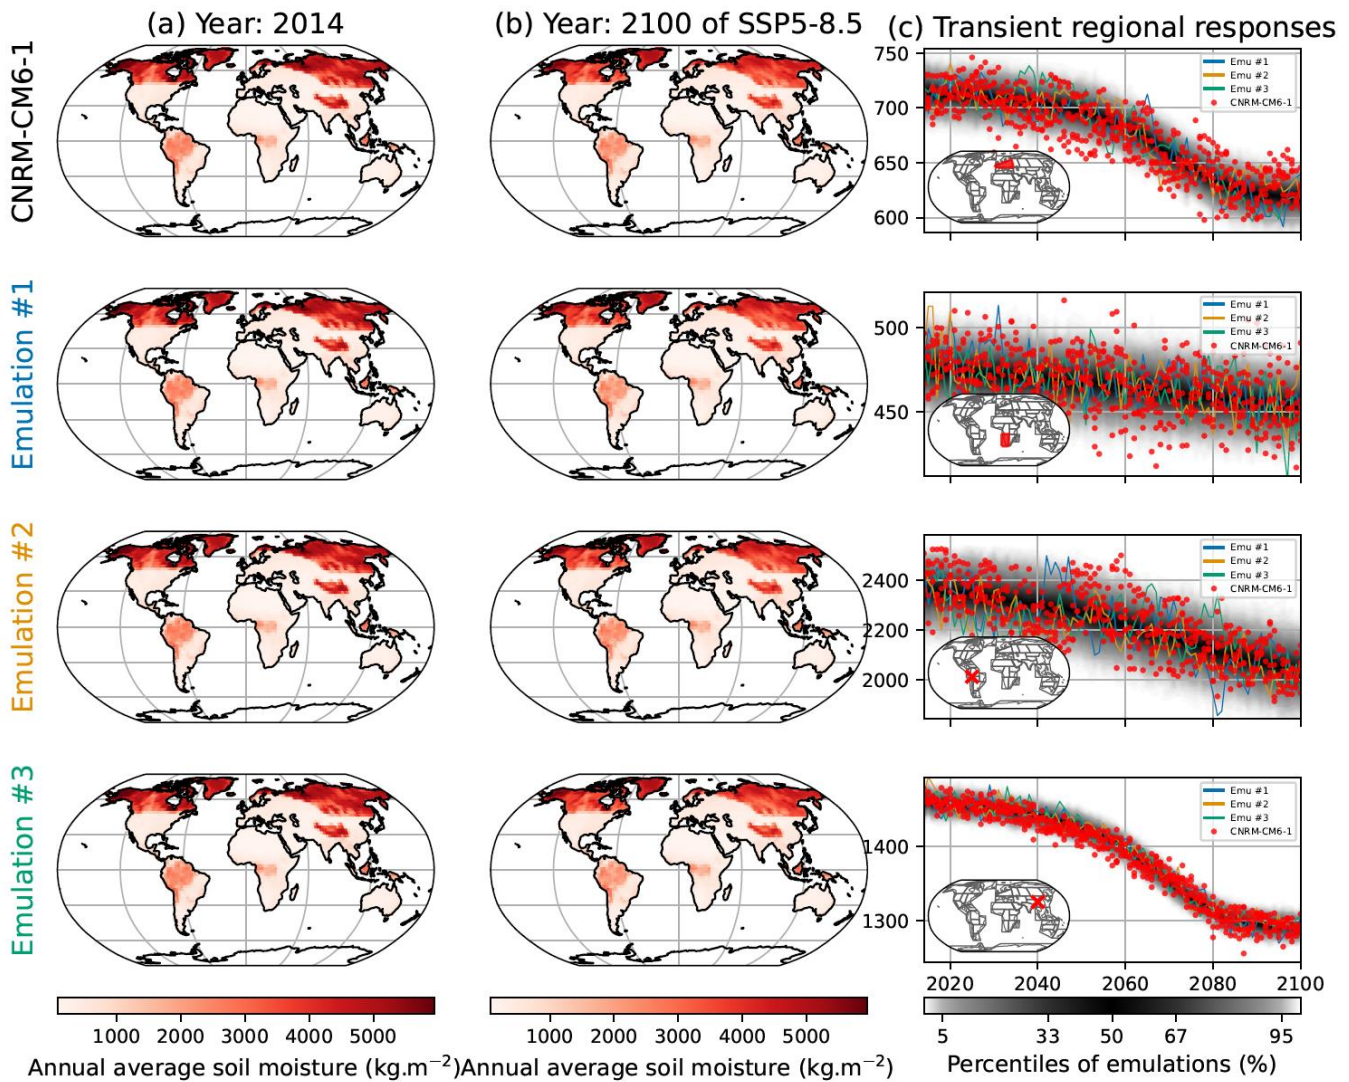 (a) Year: 2014
(b) Year: 2100 of SSP5-8.5
(c) Transient regional responses
CNRM-CM6-1
750
700
650
600
Emu #1
Emu #2
Emu #3
CNRM-CM6-1
Emulation #1
500
450
Emu #1
Emu #2
Emu #3
CNRM-CM6-1
Emulation #2
2400
2200
2000
Emu #1
Emu #2
Emu #3
CNRM-CM6-1
Emulation #3
1400
1300
Emu #1
Emu #2
Emu #3
CNRM-CM6-1
2020 2040 2060 2080 2100
1000 2000 3000 4000 5000
Annual average soil moisture (kg.m⁻²)
1000 2000 3000 4000 5000
Annual average soil moisture (kg.m⁻²)
5 33 50 67 95
Percentiles of emulations (%)